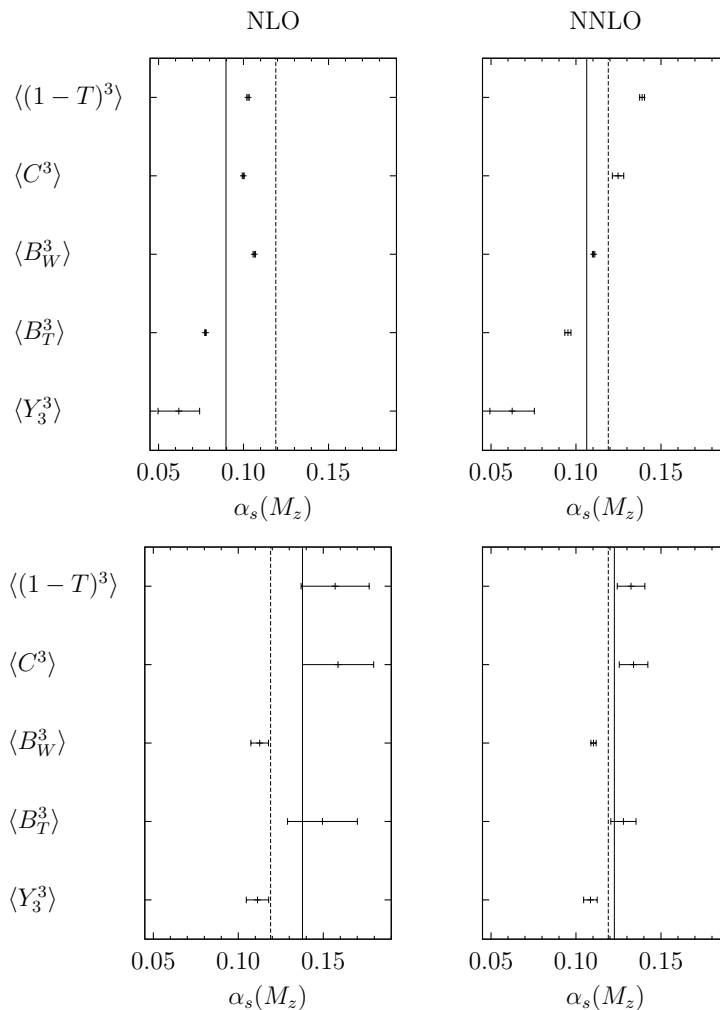 NLO NNLO
⟨(1 − T)³⟩
⟨C³⟩
⟨B_W³⟩
⟨B_T³⟩
⟨Y₃³⟩
0.05 0.10 0.15 0.05 0.10 0.15
α_s(M_z) α_s(M_z)
⟨(1 − T)³⟩
⟨C³⟩
⟨B_W³⟩
⟨B_T³⟩
⟨Y₃³⟩
0.05 0.10 0.15 0.05 0.10 0.15
α_s(M_z) α_s(M_z)